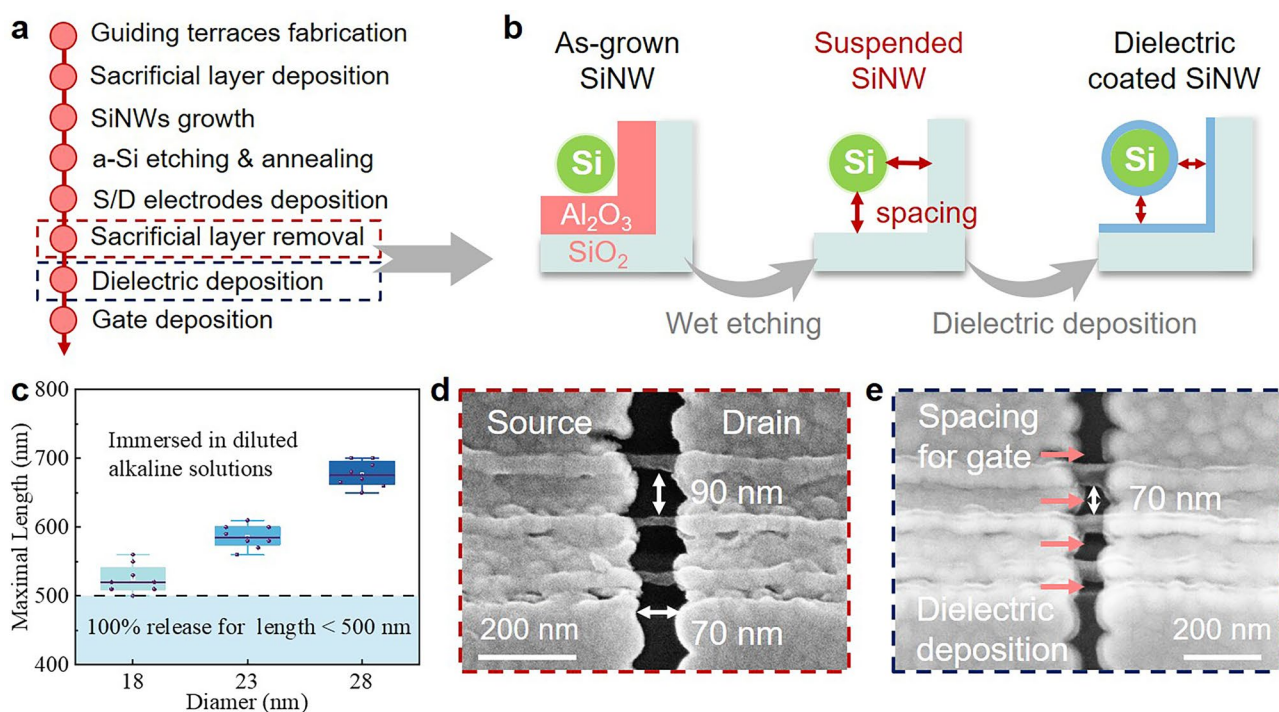 a
Guiding terraces fabrication
Sacrificial layer deposition
SiNWs growth
a-Si etching & annealing
S/D electrodes deposition
Sacrificial layer removal
Dielectric deposition
Gate deposition
b
As-grown
SiNW
Suspended
SiNW
Dielectric
coated SiNW
Si
Al₂O₃
SiO₂
Si
spacing
Si
Wet etching
Dielectric deposition
c
Maximal Length (nm)
800
700
600
500
400
Immersed in diluted
alkaline solutions
100% release for length < 500 nm
18
23
28
Diamer (nm)
d
Source
Drain
90 nm
200 nm
70 nm
e
Spacing
for gate
70 nm
Dielectric
deposition
200 nm